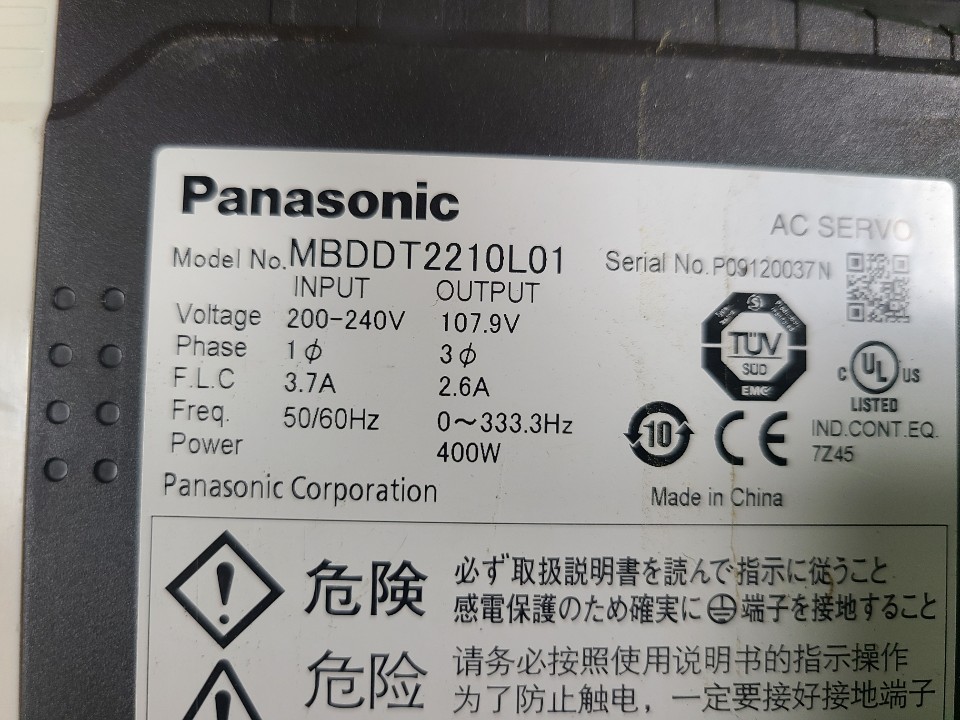 Panasonic
AC SERVO
Model No. MBDDT2210L01 Serial No. P09120037N
INPUT OUTPUT
Voltage 200-240V 107.9V
Phase 1ϕ 3ϕ
F.L.C 3.7A 2.6A
Freq. 50/60Hz 0~333.3Hz
Power 400W
TÜV
SÜD
EMC
C UL US
LISTED
IND.CONT.EQ.
7Z45
10
CE
Panasonic Corporation
Made in China
危険
必ず取扱説明書を読んで指示に従うこと
感電保護のため確実に⏚端子を接地すること
危险
请务必按照使用说明书的指示操作
为了防止触电，一定要接好接地端子